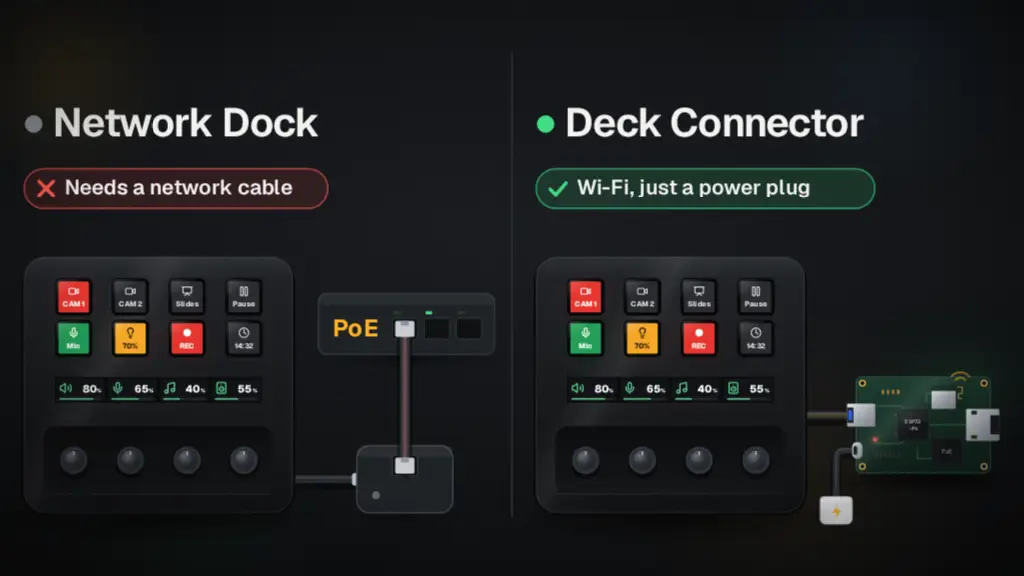 Network Dock
Needs a network cable
CAM 1
CAM 2
Slides
Pause
Mic
70%
REC
14:32
80%
65%
40%
55%
PoE
Deck Connector
Wi-Fi, just a power plug
CAM 1
CAM 2
Slides
Pause
Mic
70%
REC
14:32
80%
65%
40%
55%